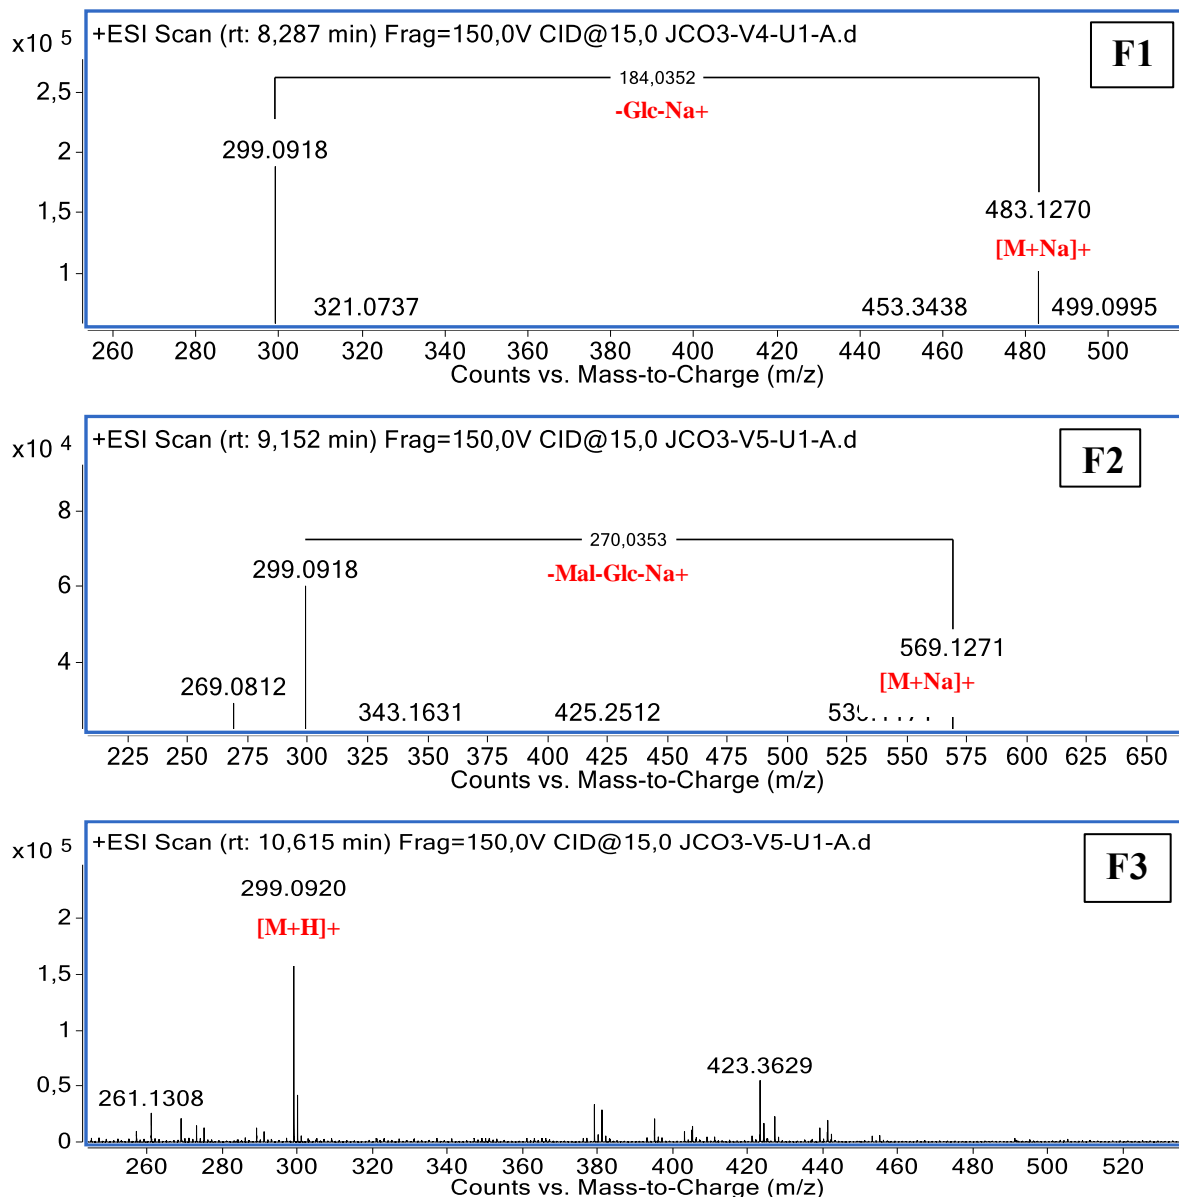 +ESI Scan (rt: 8,287 min) Frag=150,0V CID@15,0 JCO3-V4-U1-A.d
F1
x10 5
184,0352
-Glc-Na+
2,5
2
299.0918
1,5
483.1270
[M+Na]+
1
321.0737 453.3438 499.0995
260 280 300 320 340 360 380 400 420 440 460 480 500
Counts vs. Mass-to-Charge (m/z)
+ESI Scan (rt: 9,152 min) Frag=150,0V CID@15,0 JCO3-V5-U1-A.d
F2
x10 4
8
270,0353
299.0918
-Mal-Glc-Na+
6
569.1271
4
[M+Na]+
269.0812
343.1631 425.2512
225 250 275 300 325 350 375 400 425 450 475 500 525 550 575 600 625 650
Counts vs. Mass-to-Charge (m/z)
+ESI Scan (rt: 10,615 min) Frag=150,0V CID@15,0 JCO3-V5-U1-A.d
F3
x10 5
299.0920
2
[M+H]+
1,5
1
423.3629
0,5
261.1308
0
260 280 300 320 340 360 380 400 420 440 460 480 500 520
Counts vs. Mass-to-Charge (m/z)